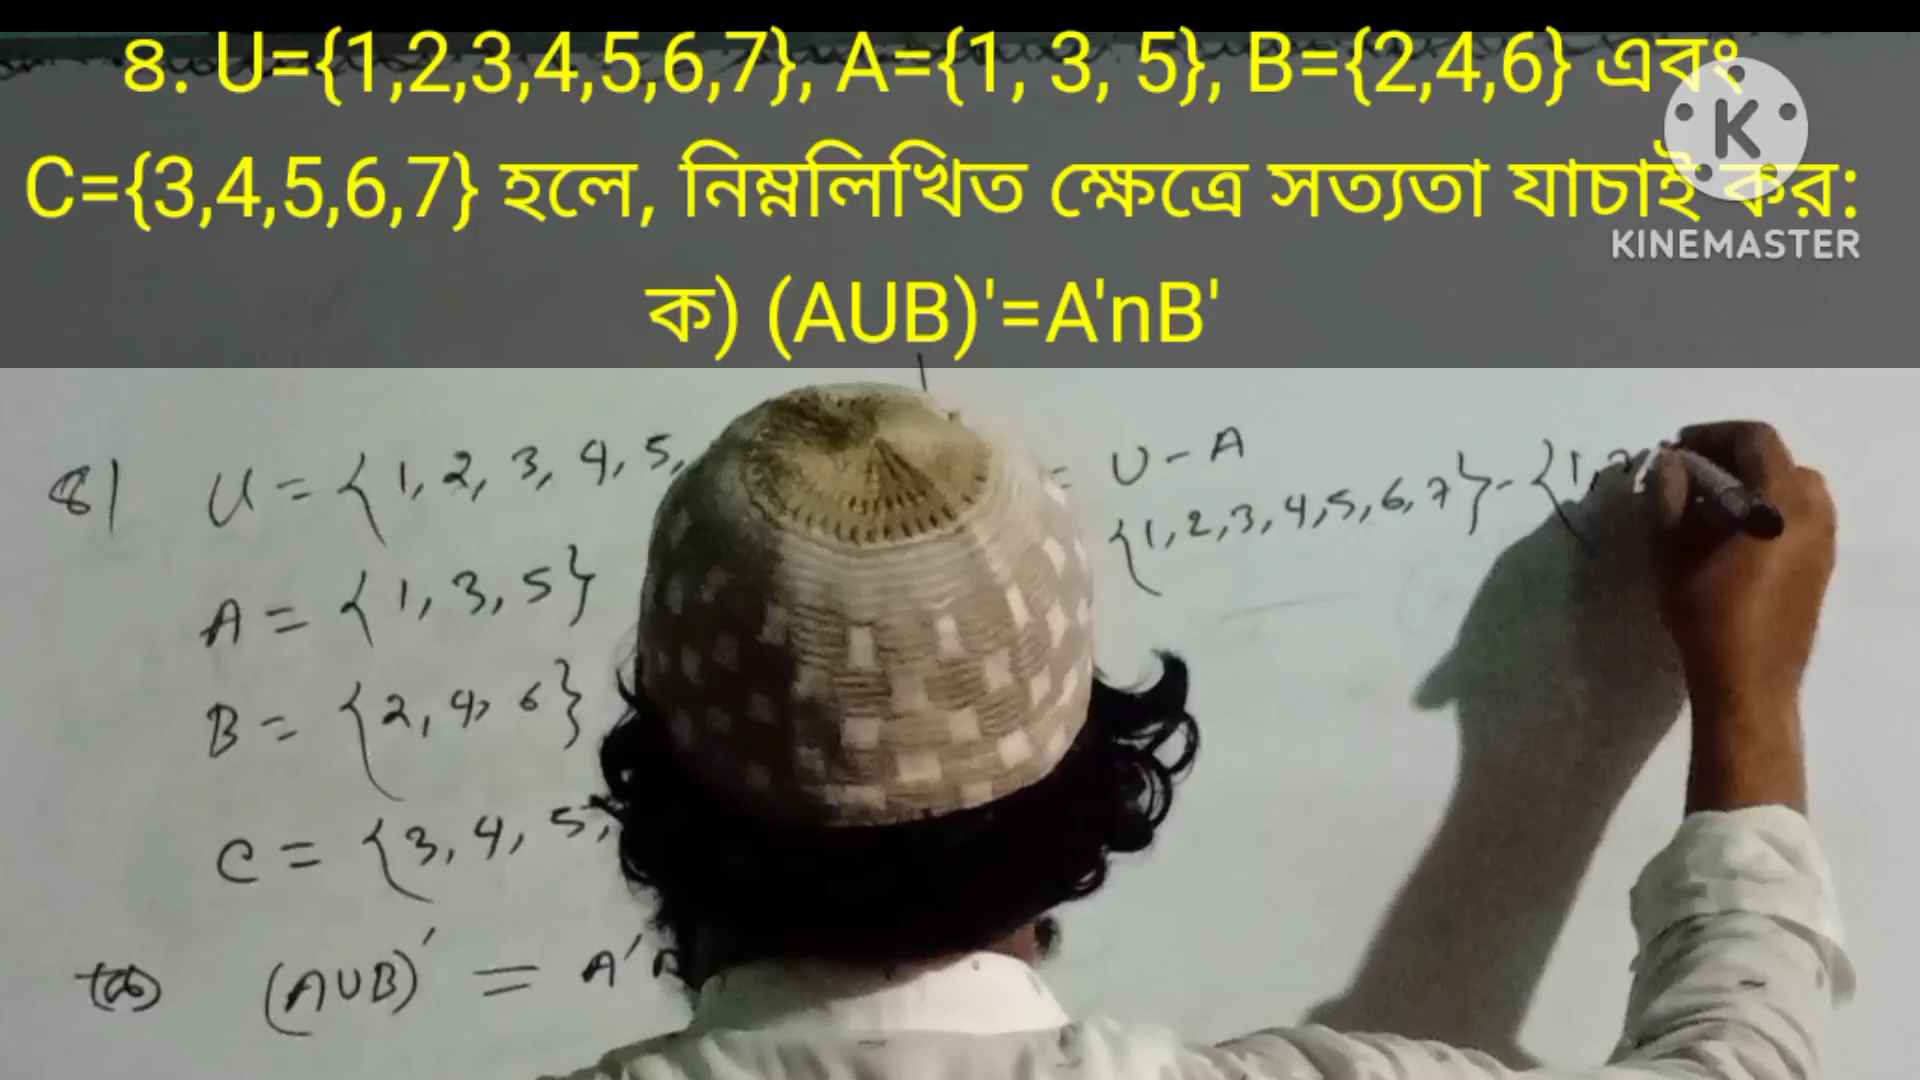 ৪. U={1,2,3,4,5,6,7}, A={1, 3, 5}, B={2,4,6} এবং
C={3,4,5,6,7} হলে, নিম্নলিখিত ক্ষেত্রে সত্যতা যাচাই কর:
K
KINEMASTER
ক) (AUB)'=A'nB'
8) U = {1, 2, 3, 4, 5,
A = {1, 3, 5}
B = {2, 4, 6}
C = {3, 4, 5,
(ক) (AUB)' = A'
= U - A
{1,2,3,4,5,6,7} - {1,